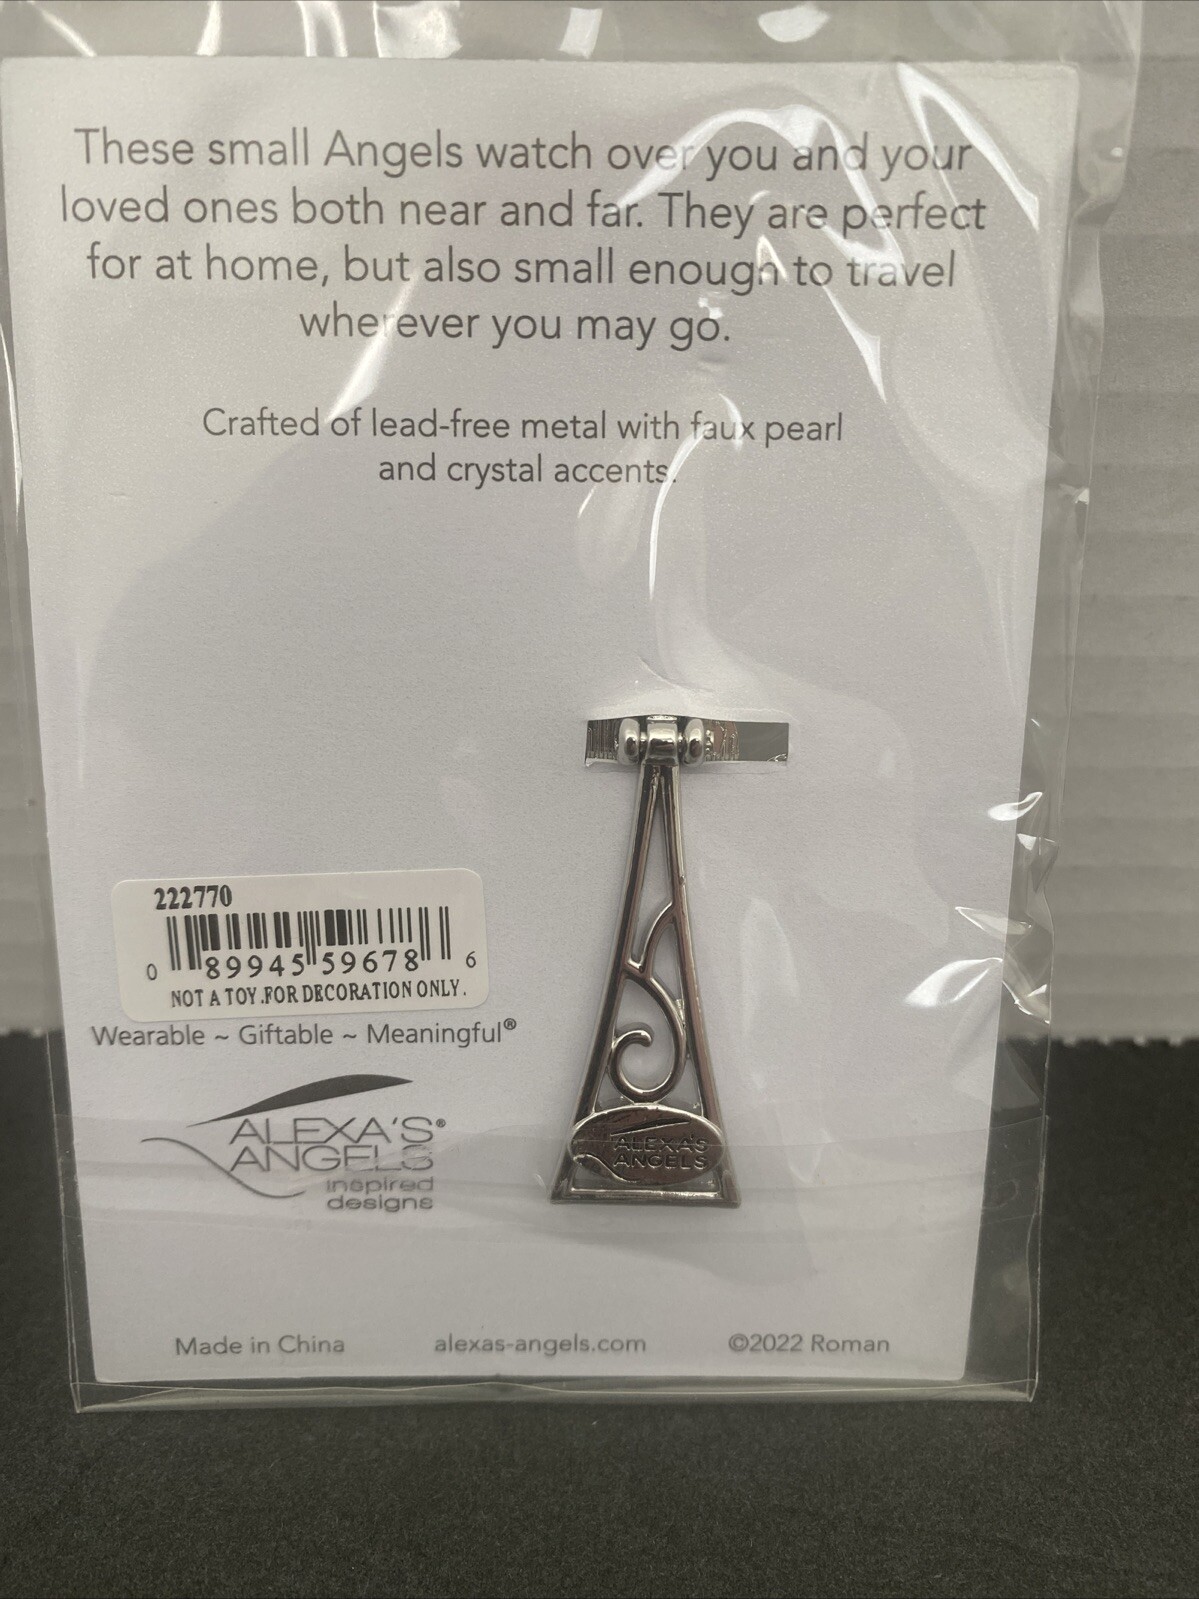 These small Angels watch over you and your
loved ones both near and far. They are perfect
for at home, but also small enough to travel
wherever you may go.
Crafted of lead-free metal with faux pearl
and crystal accents.
222770
0 89945 59678 6
NOT A TOY.FOR DECORATION ONLY.
Wearable ~ Giftable ~ Meaningful®
ALEXA'S®
ANGELS
inspired
designs
ALEXA'S
ANGELS
Made in China alexas-angels.com ©2022 Roman